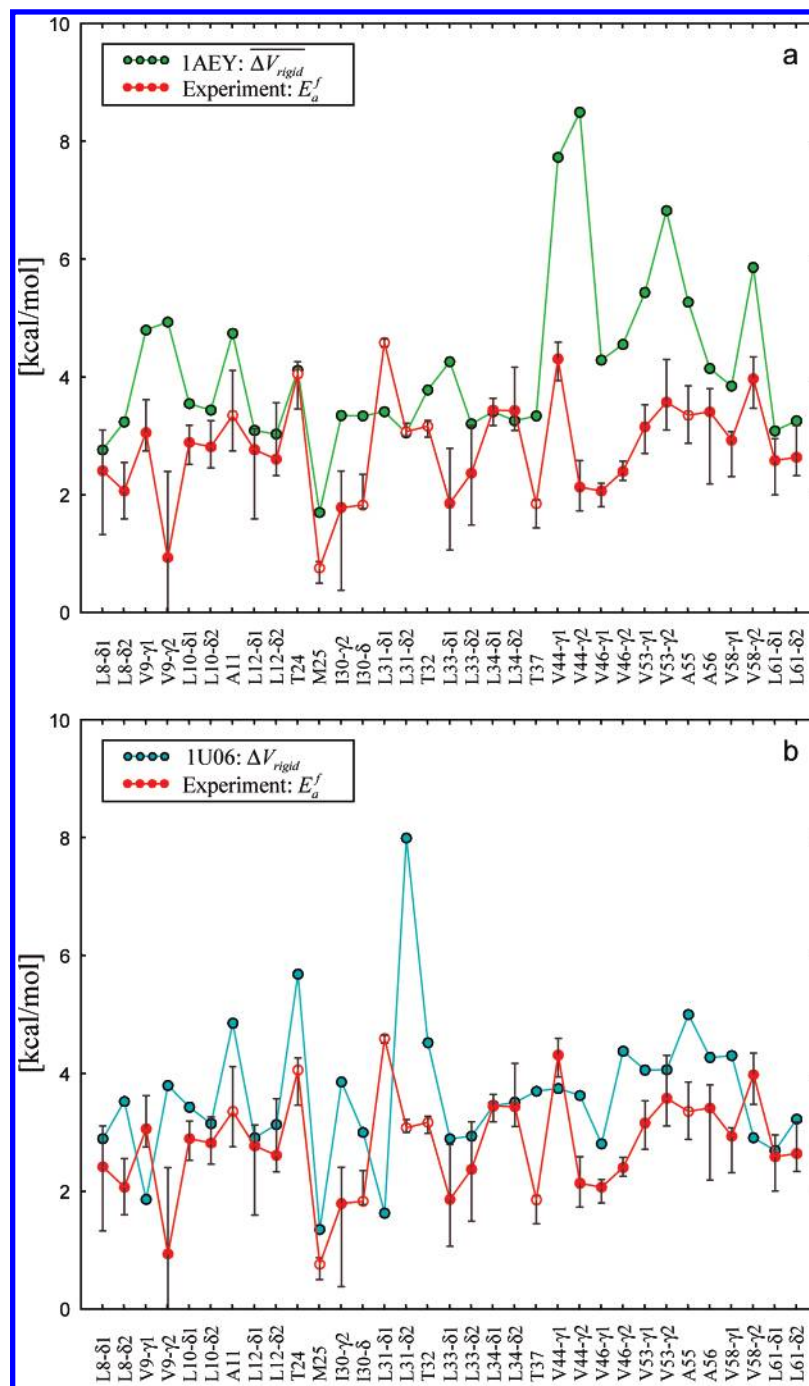 10
a
1AEY: ΔV_rigid
Experiment: E_a^f
8
6
[kcal/mol]
4
2
0
L8-δ1 L8-δ2 V9-γ1 V9-γ2 L10-δ1 L10-δ2 A11 L12-δ1 L12-δ2 T24 M25 I30-γ2 I30-δ L31-δ1 L31-δ2 T32 L33-δ1 L33-δ2 L34-δ1 L34-δ2 T37 V44-γ1 V44-γ2 V46-γ1 V46-γ2 V53-γ1 V53-γ2 A55 A56 V58-γ1 V58-γ2 L61-δ1 L61-δ2
10
b
1U06: ΔV_rigid
Experiment: E_a^f
8
6
[kcal/mol]
4
2
0
L8-δ1 L8-δ2 V9-γ1 V9-γ2 L10-δ1 L10-δ2 A11 L12-δ1 L12-δ2 T24 M25 I30-γ2 I30-δ L31-δ1 L31-δ2 T32 L33-δ1 L33-δ2 L34-δ1 L34-δ2 T37 V44-γ1 V44-γ2 V46-γ1 V46-γ2 V53-γ1 V53-γ2 A55 A56 V58-γ1 V58-γ2 L61-δ1 L61-δ2